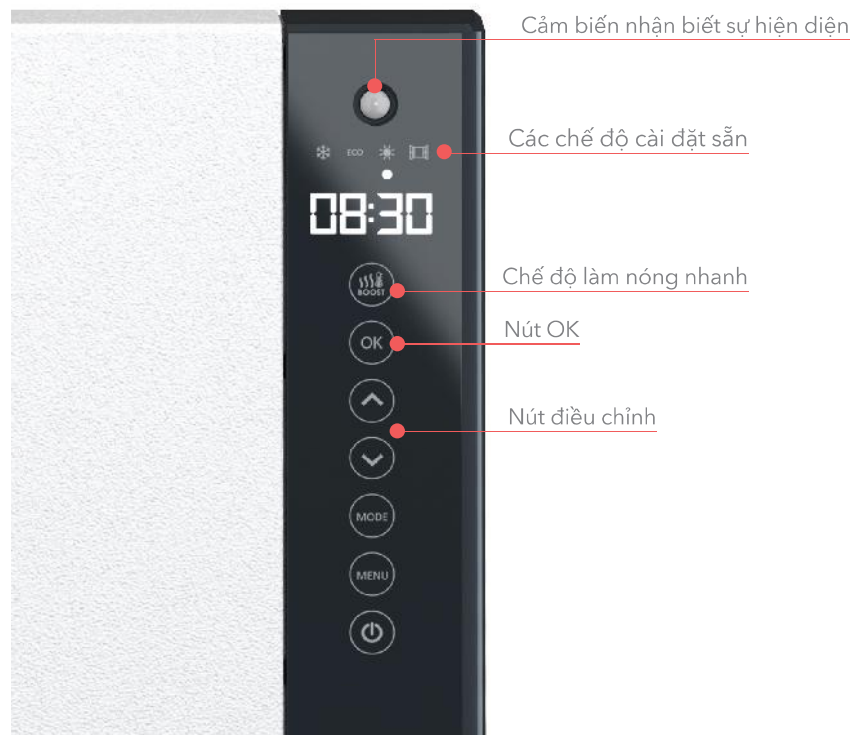 Cảm biến nhận biết sự hiện diện
Các chế độ cài đặt sẵn
ECO
08:30
Chế độ làm nóng nhanh
BOOST
Nút OK
OK
Nút điều chỉnh
MODE
MENU